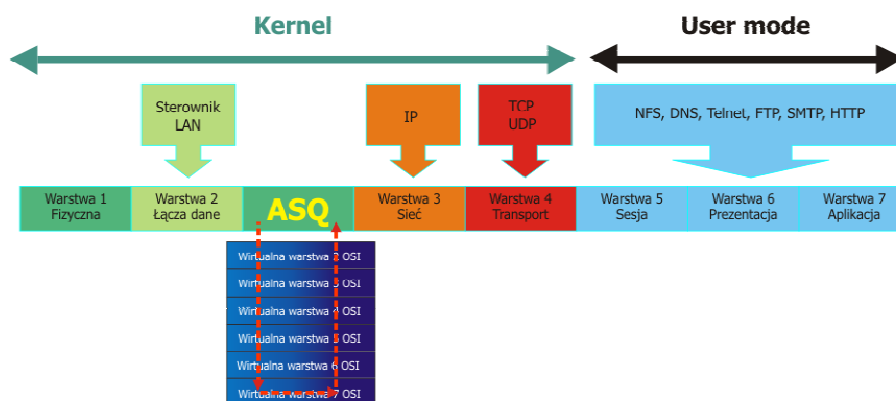 Kernel
User mode
Sterownik
LAN
IP
TCP
UDP
NFS, DNS, Telnet, FTP, SMTP, HTTP
Warstwa 1
Fizyczna
Warstwa 2
Łącza dane
ASQ
Warstwa 3
Sieć
Warstwa 4
Transport
Warstwa 5
Sesja
Warstwa 6
Prezentacja
Warstwa 7
Aplikacja
Wirtualna warstwa 2 OSI
Wirtualna warstwa 3 OSI
Wirtualna warstwa 4 OSI
Wirtualna warstwa 5 OSI
Wirtualna warstwa 6 OSI
Wirtualna warstwa 7 OSI